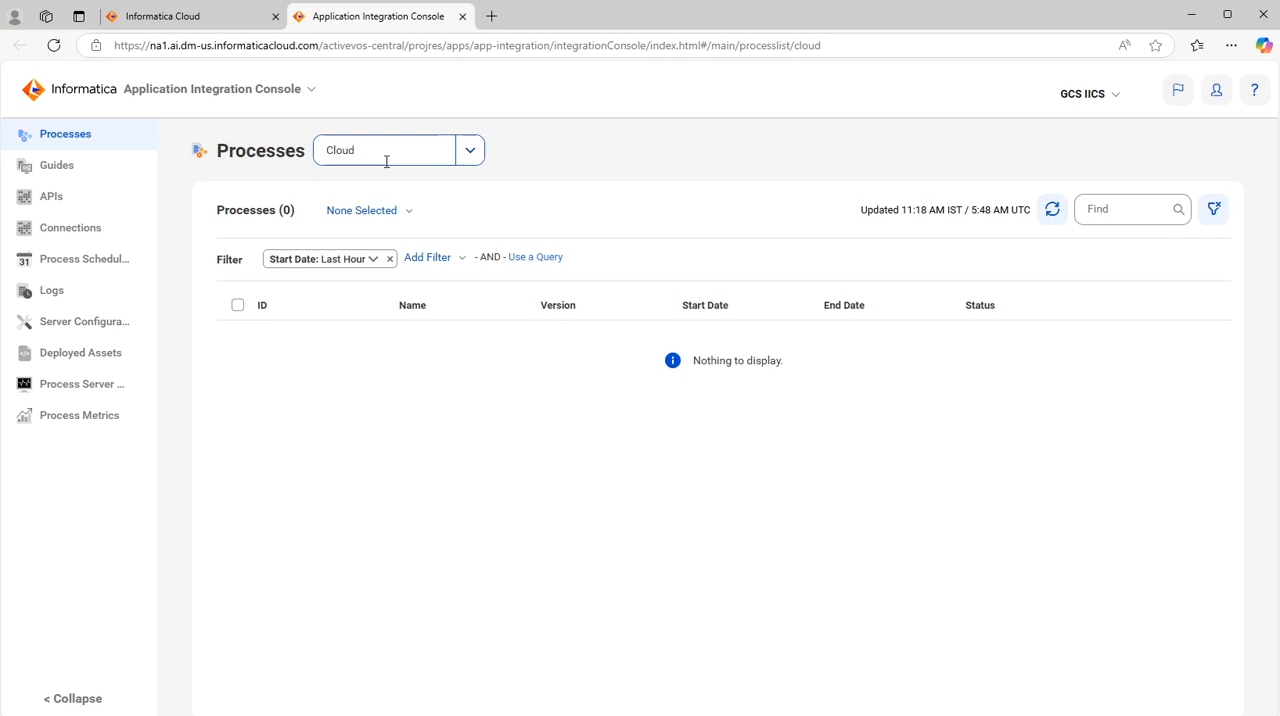 Informatica Cloud
Application Integration Console
https://na1.ai.dm-us.informaticacloud.com/activevos-central/projres/apps/app-integration/integrationConsole/index.html#/main/processlist/cloud
Informatica Application Integration Console
GCS IICS
?
Processes
Guides
APIs
Connections
31 Process Schedul...
Logs
Server Configura...
Deployed Assets
Process Server ...
Process Metrics
< Collapse
Processes Cloud
Processes (0) None Selected Updated 11:18 AM IST / 5:48 AM UTC Find
Filter Start Date: Last Hour × Add Filter - AND - Use a Query
ID Name Version Start Date End Date Status
Nothing to display.